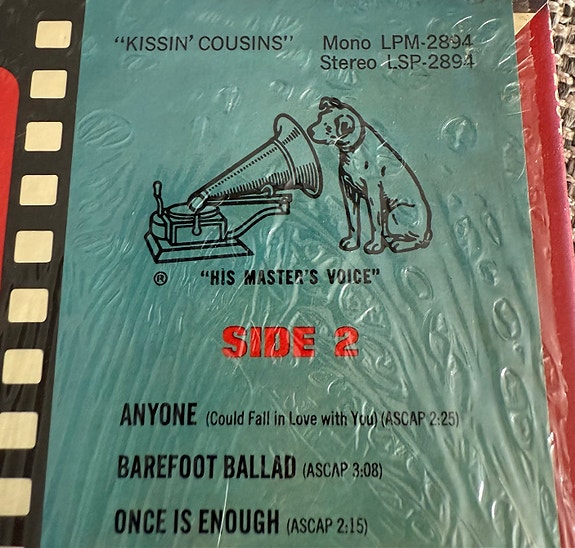 "KISSIN' COUSINS" Mono LPM-2894
Stereo LSP-2894
® "HIS MASTER'S VOICE"
SIDE 2
ANYONE (Could Fall in Love with You) (ASCAP 2:25)
BAREFOOT BALLAD (ASCAP 3:08)
ONCE IS ENOUGH (ASCAP 2:15)